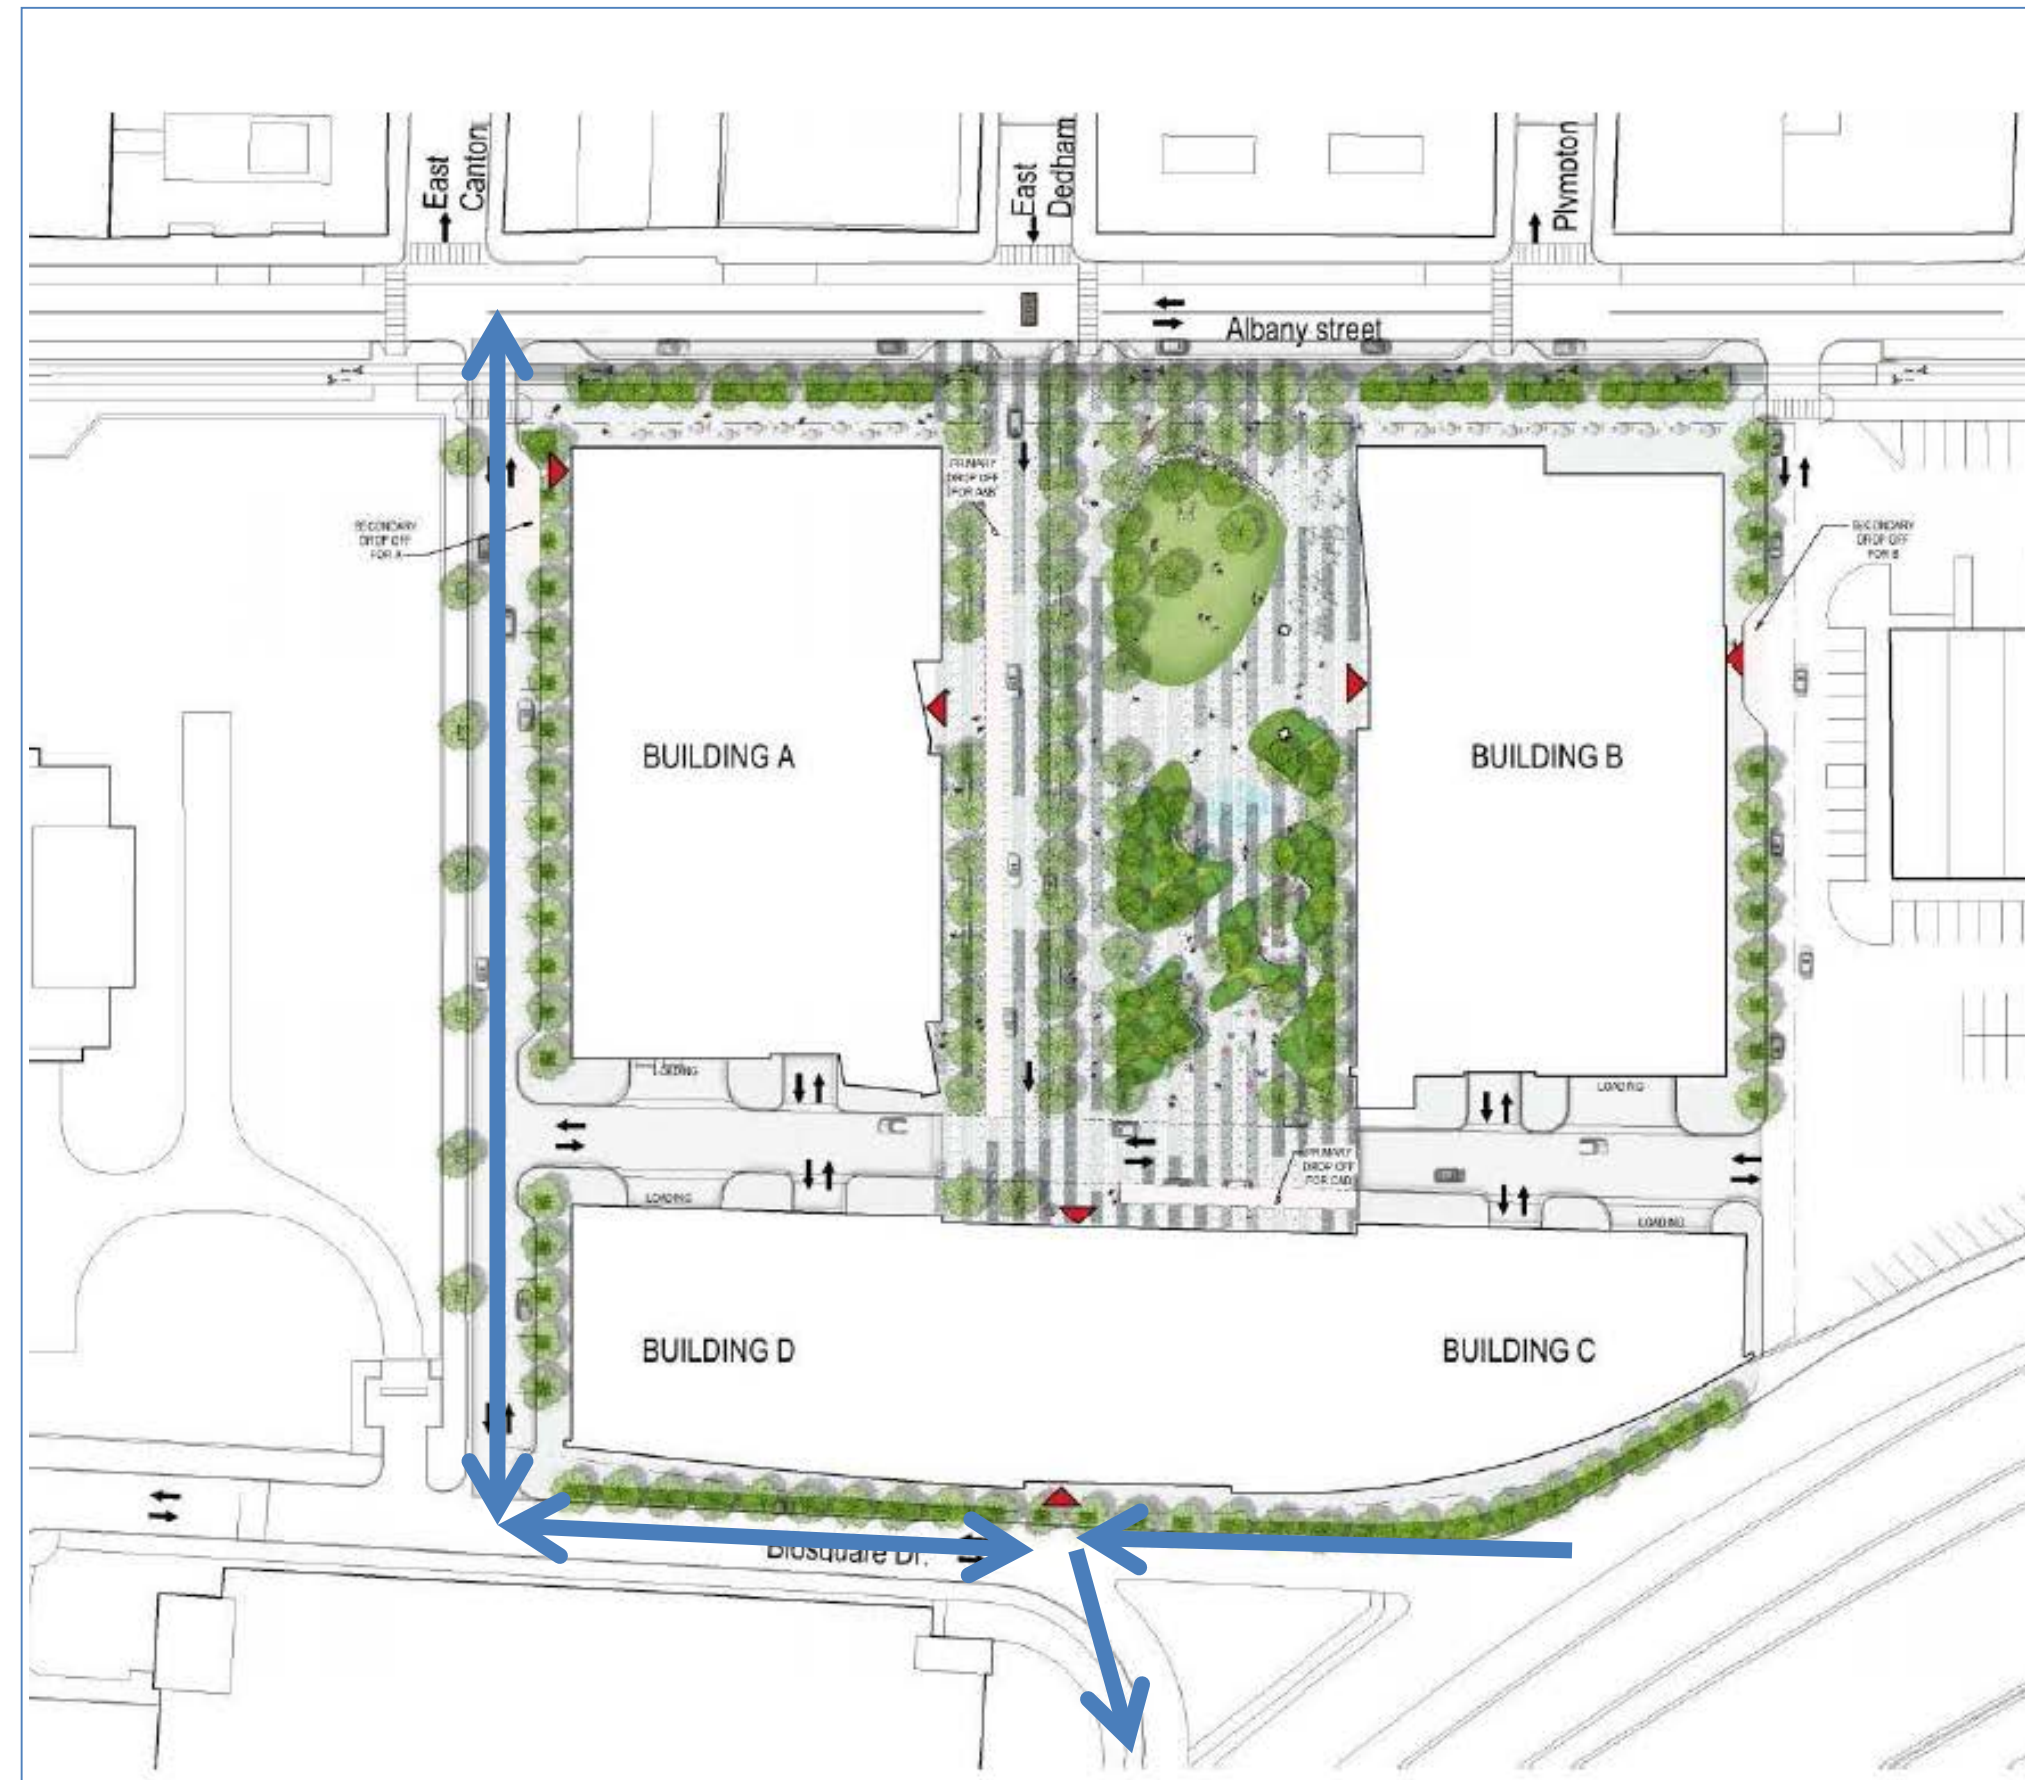 East
Canton
East
Dedham
Plympton
Albany street
PRIMARY
DROP OFF
FOR A&B
SECONDARY
DROP OFF
FOR A
SECONDARY
DROP OFF
FOR B
BUILDING A
BUILDING B
LOADING
LOADING
PRIMARY
DROP OFF
FOR C&D
LOADING
LOADING
BUILDING D
BUILDING C
Biosquare Dr.